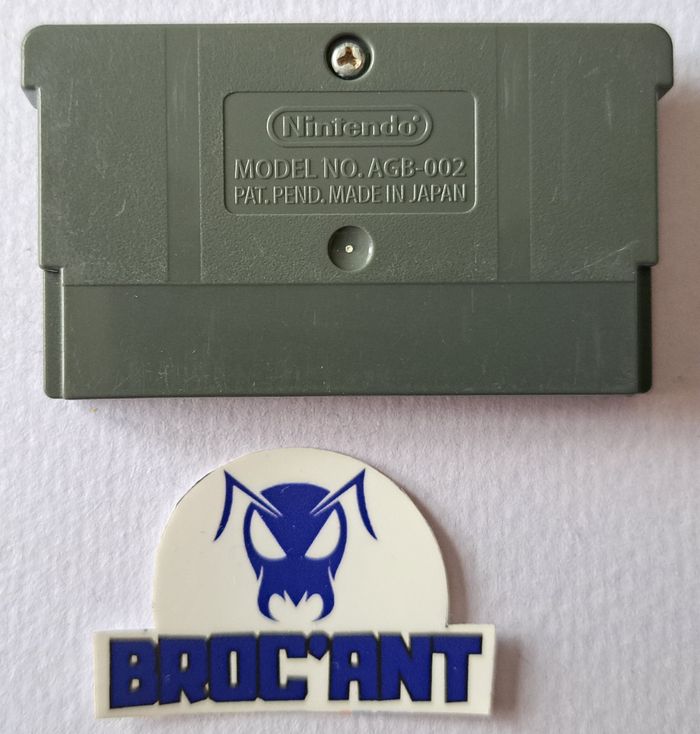 Nintendo
MODEL NO. AGB-002
PAT. PEND. MADE IN JAPAN
BROC'ANT